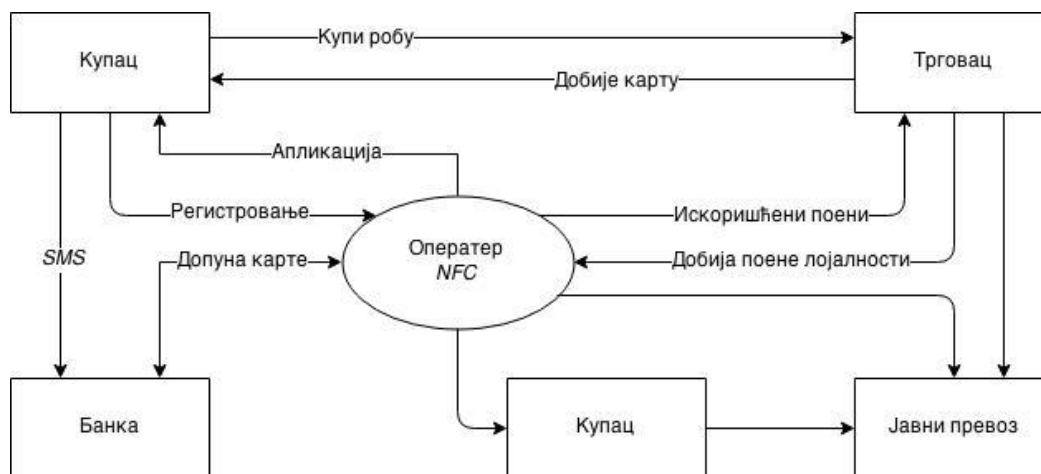 Купац
Купи робу
Трговац
Добије карту
Апликација
Регистровање
Искоришћени поени
Оператер
NFC
SMS
Допуна карте
Добија поене лојалности
Банка
Купац
Јавни превоз